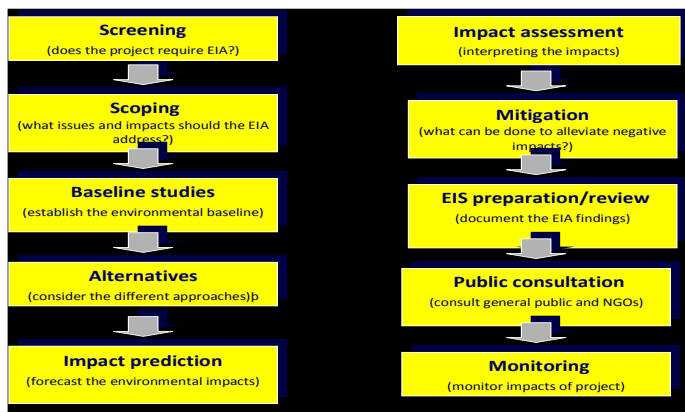 Screening
(does the project require EIA?)
Scoping
(what issues and impacts should the EIA
address?)
Baseline studies
(establish the environmental baseline)
Alternatives
(consider the different approaches)þ
Impact prediction
(forecast the environmental impacts)
Impact assessment
(interpreting the impacts)
Mitigation
(what can be done to alleviate negative
impacts?)
EIS preparation/review
(document the EIA findings)
Public consultation
(consult general public and NGOs)
Monitoring
(monitor impacts of project)